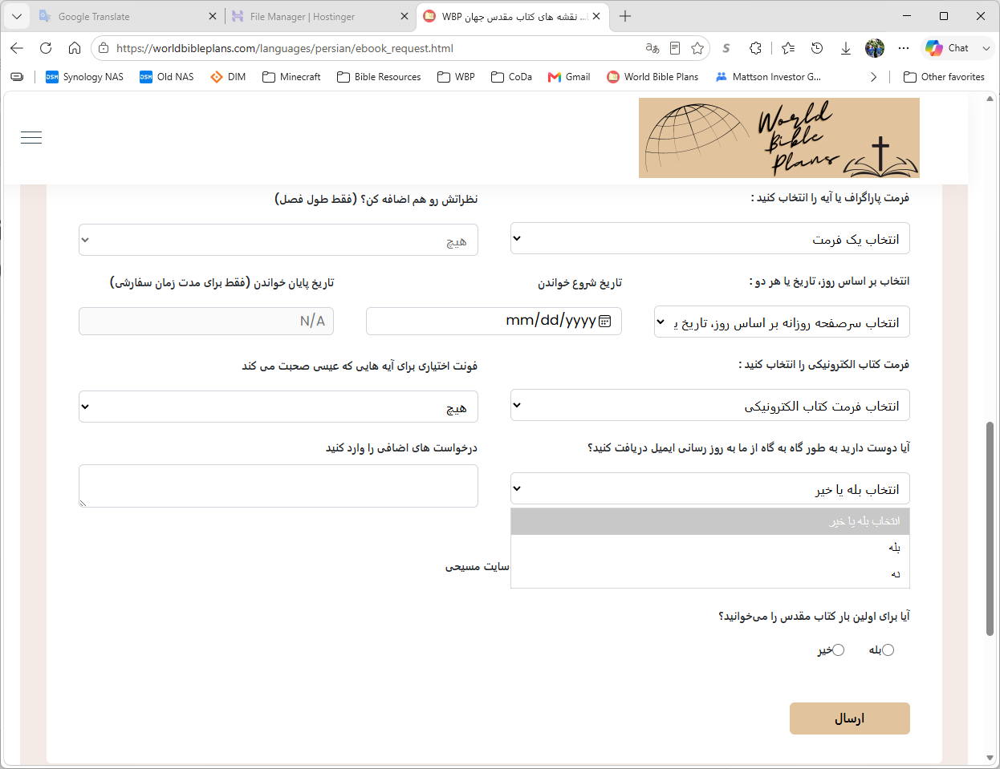 Google Translate
File Manager | Hostinger
WBP نقشه های کتاب مقدس جهان ...
https://worldbibleplans.com/languages/persian/ebook_request.html
Chat
Synology NAS
Old NAS
DIM
Minecraft
Bible Resources
WBP
CoDa
Gmail
World Bible Plans
Mattson Investor G...
Other favorites
World
Bible
Plans
فرمت پاراگراف یا آیه را انتخاب کنید :
انتخاب یک فرمت
نظراتش رو هم اضافه کن؟ (فقط طول فصل)
هیچ
انتخاب بر اساس روز، تاریخ یا هر دو :
انتخاب سرصفحه روزانه بر اساس روز، تاریخ ی
تاریخ شروع خواندن
mm/dd/yyyy
تاریخ پایان خواندن (فقط برای مدت زمان سفارشی)
N/A
فرمت کتاب الکترونیکی را انتخاب کنید :
انتخاب فرمت کتاب الکترونیکی
فونت اختیاری برای آیه هایی که عیسی صحبت می کند
هیچ
آیا دوست دارید به طور گاه به گاه از ما به روز رسانی ایمیل دریافت کنید؟
انتخاب بله یا خیر
انتخاب بله یا خیر
بله
نه
درخواست های اضافی را وارد کنید
سایت مسیحی
آیا برای اولین بار کتاب مقدس را می‌خوانید؟
بله
خیر
ارسال